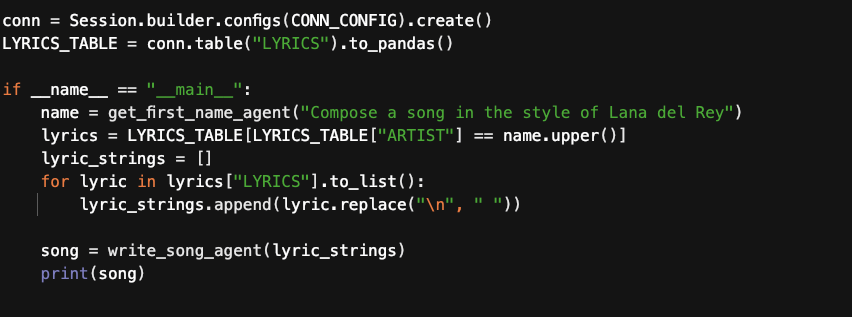 conn = Session.builder.configs(CONN_CONFIG).create()
LYRICS_TABLE = conn.table("LYRICS").to_pandas()

if __name__ == "__main__":
    name = get_first_name_agent("Compose a song in the style of Lana del Rey")
    lyrics = LYRICS_TABLE[LYRICS_TABLE["ARTIST"] == name.upper()]
    lyric_strings = []
    for lyric in lyrics["LYRICS"].to_list():
        lyric_strings.append(lyric.replace("\n", " "))

    song = write_song_agent(lyric_strings)
    print(song)